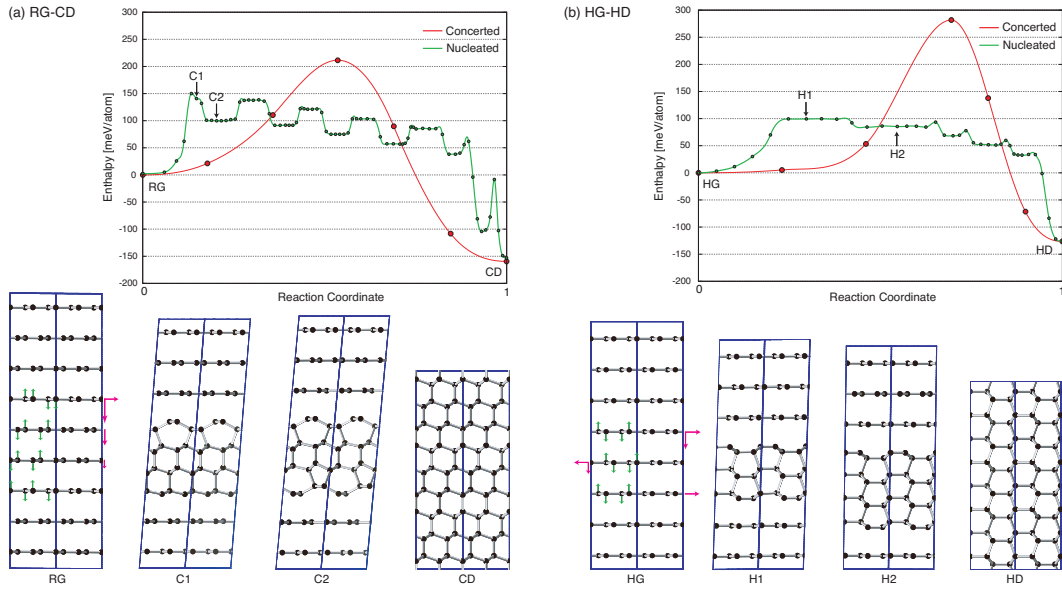 (a) RG-CD
300
250
200
150
100
50
0
-50
-100
-150
-200
Enthalpy [meV/atom]
Concerted
Nucleated
C1
C2
RG
CD
0
Reaction Coordinate
1
RG
C1
C2
CD
(b) HG-HD
300
250
200
150
100
50
0
-50
-100
-150
-200
Enthalpy [meV/atom]
Concerted
Nucleated
H1
H2
HG
HD
0
Reaction Coordinate
1
HG
H1
H2
HD